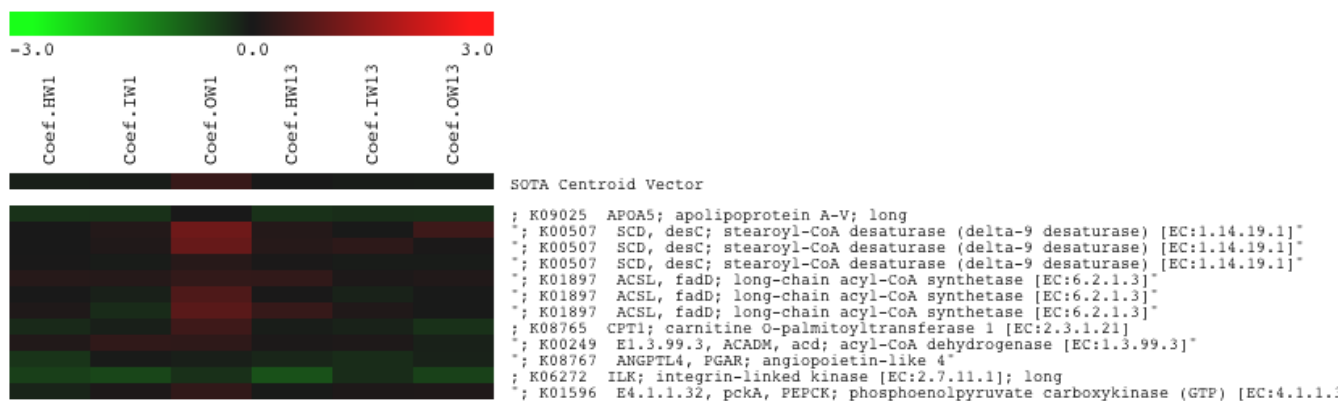 -3.0 0.0 3.0
Coef.HW1
Coef.IW1
Coef.OW1
Coef.HW13
Coef.IW13
Coef.OW13
SOTA Centroid Vector
; K09025 APOA5; apolipoprotein A-V; long
"; K00507 SCD, desC; stearoyl-CoA desaturase (delta-9 desaturase) [EC:1.14.19.1]"
"; K00507 SCD, desC; stearoyl-CoA desaturase (delta-9 desaturase) [EC:1.14.19.1]"
"; K00507 SCD, desC; stearoyl-CoA desaturase (delta-9 desaturase) [EC:1.14.19.1]"
"; K01897 ACSL, fadD; long-chain acyl-CoA synthetase [EC:6.2.1.3]"
"; K01897 ACSL, fadD; long-chain acyl-CoA synthetase [EC:6.2.1.3]"
"; K01897 ACSL, fadD; long-chain acyl-CoA synthetase [EC:6.2.1.3]"
; K08765 CPT1; carnitine O-palmitoyltransferase 1 [EC:2.3.1.21]
"; K00249 E1.3.99.3, ACADM, acd; acyl-CoA dehydrogenase [EC:1.3.99.3]"
"; K08767 ANGPTL4, PGAR; angiopoietin-like 4"
; K06272 ILK; integrin-linked kinase [EC:2.7.11.1]; long
"; K01596 E4.1.1.32, pckA, PEPCK; phosphoenolpyruvate carboxykinase (GTP) [EC:4.1.1.